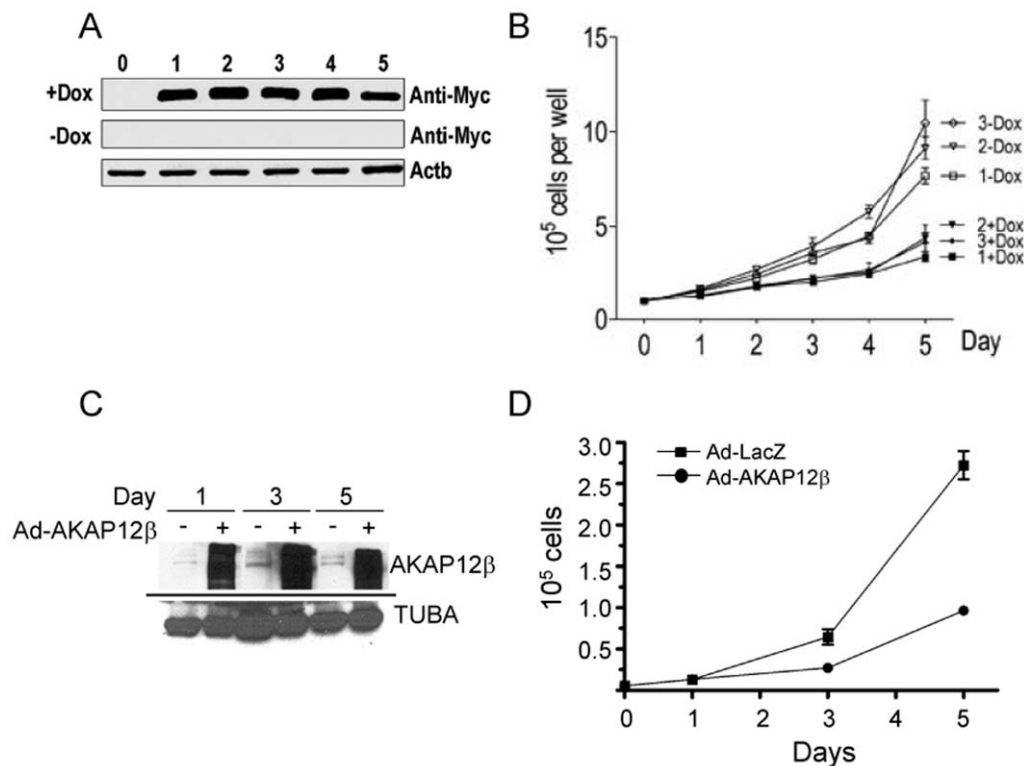 A
0 1 2 3 4 5
+Dox Anti-Myc
-Dox Anti-Myc
Actb
B
15
10
5
0
10⁵ cells per well
3-Dox
2-Dox
1-Dox
2+Dox
3+Dox
1+Dox
0 1 2 3 4 5 Day
C
Day 1 3 5
Ad-AKAP12β - + - + - +
AKAP12β
TUBA
D
3.0
2.5
2.0
1.5
1.0
0.5
10⁵ cells
Ad-LacZ
Ad-AKAP12β
0 1 2 3 4 5
Days